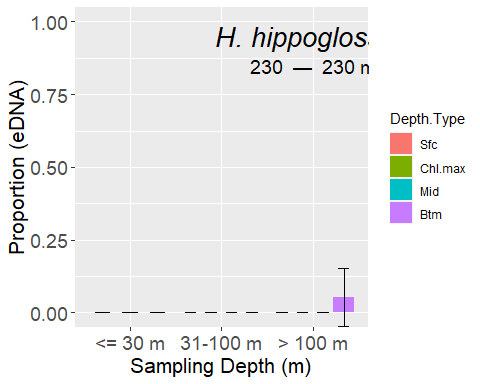 H. hippoglos
230 — 230 m
1.00
0.75
0.50
0.25
0.00
Proportion (eDNA)
<= 30 m 31-100 m > 100 m
Sampling Depth (m)
Depth.Type
Sfc
Chl.max
Mid
Btm